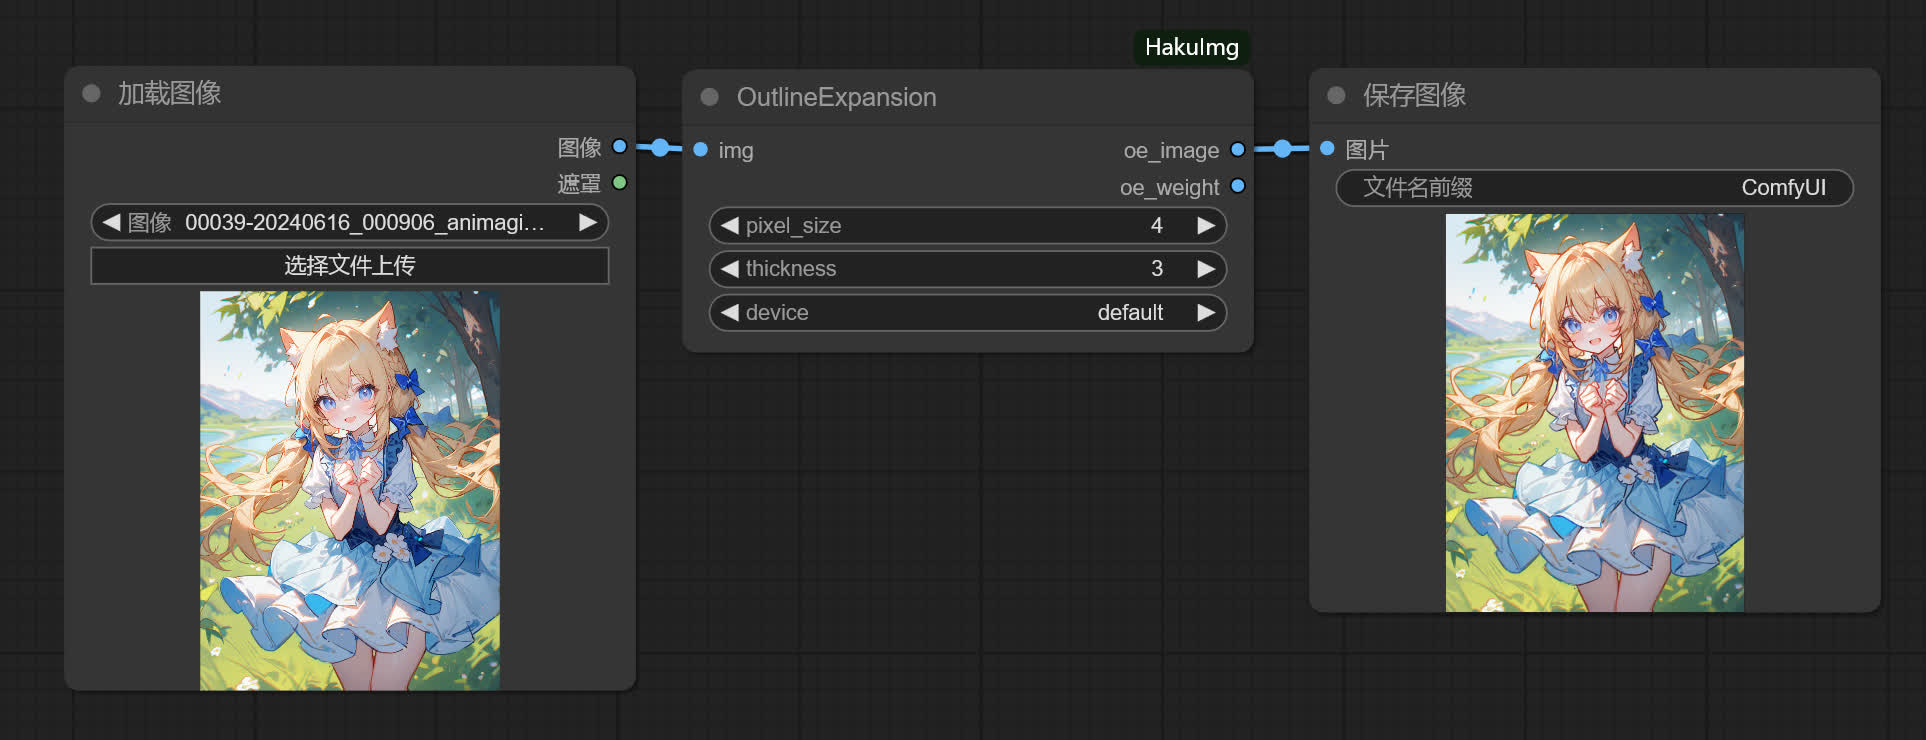 HakuImg
加载图像
图像
遮罩
图像 00039-20240616_000906_animagi...
选择文件上传
OutlineExpansion
img
oe_image
oe_weight
pixel_size 4
thickness 3
device default
保存图像
图片
文件名前缀 ComfyUI